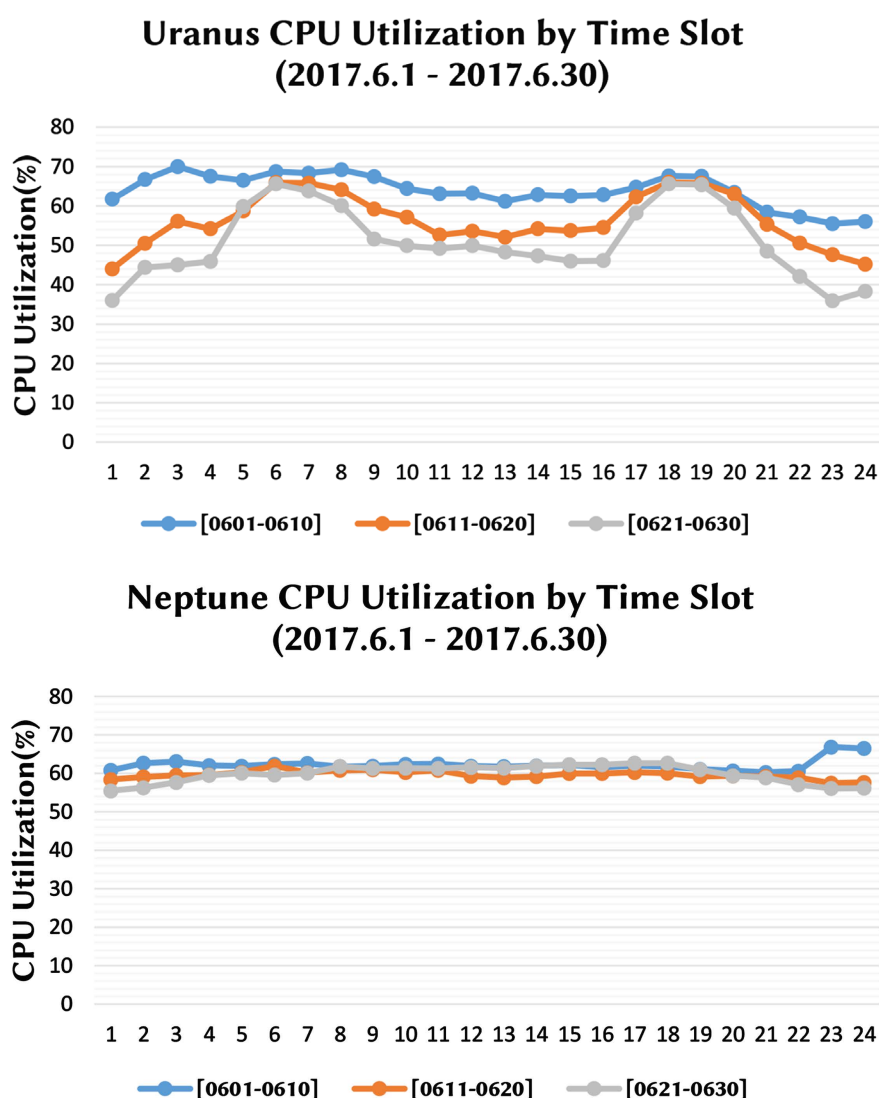 Uranus CPU Utilization by Time Slot
(2017.6.1 - 2017.6.30)
CPU Utilization(%)
80
70
60
50
40
30
20
10
0
1 2 3 4 5 6 7 8 9 10 11 12 13 14 15 16 17 18 19 20 21 22 23 24
[0601-0610] [0611-0620] [0621-0630]
Neptune CPU Utilization by Time Slot
(2017.6.1 - 2017.6.30)
CPU Utilization(%)
80
70
60
50
40
30
20
10
0
1 2 3 4 5 6 7 8 9 10 11 12 13 14 15 16 17 18 19 20 21 22 23 24
[0601-0610] [0611-0620] [0621-0630]